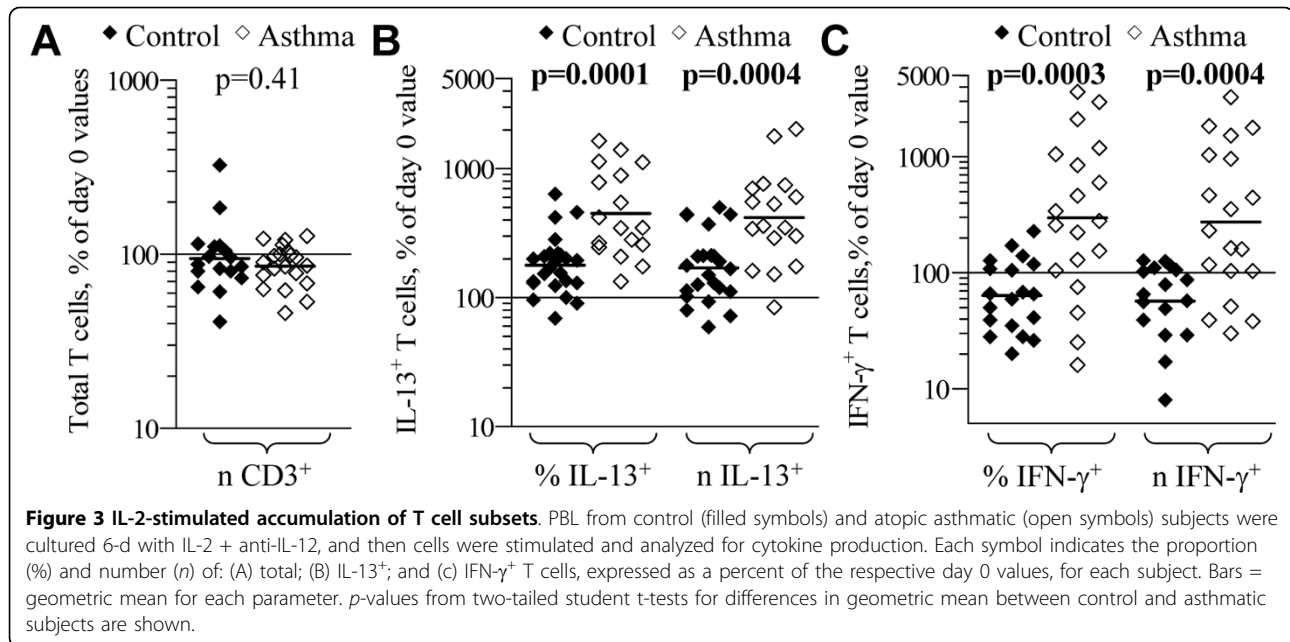 A
◆ Control ◇ Asthma
p=0.41
Total T cells, % of day 0 values
1000
100
10
n CD3⁺
B
◆ Control ◇ Asthma
p=0.0001 p=0.0004
IL-13⁺ T cells, % of day 0 value
5000
1000
100
10
% IL-13⁺ n IL-13⁺
C
◆ Control ◇ Asthma
p=0.0003 p=0.0004
IFN-γ⁺ T cells, % of day 0 value
5000
1000
100
10
% IFN-γ⁺ n IFN-γ⁺
Figure 3 IL-2-stimulated accumulation of T cell subsets. PBL from control (filled symbols) and atopic asthmatic (open symbols) subjects were
cultured 6-d with IL-2 + anti-IL-12, and then cells were stimulated and analyzed for cytokine production. Each symbol indicates the proportion
(%) and number (n) of: (A) total; (B) IL-13⁺; and (c) IFN-γ⁺ T cells, expressed as a percent of the respective day 0 values, for each subject. Bars =
geometric mean for each parameter. p-values from two-tailed student t-tests for differences in geometric mean between control and asthmatic
subjects are shown.